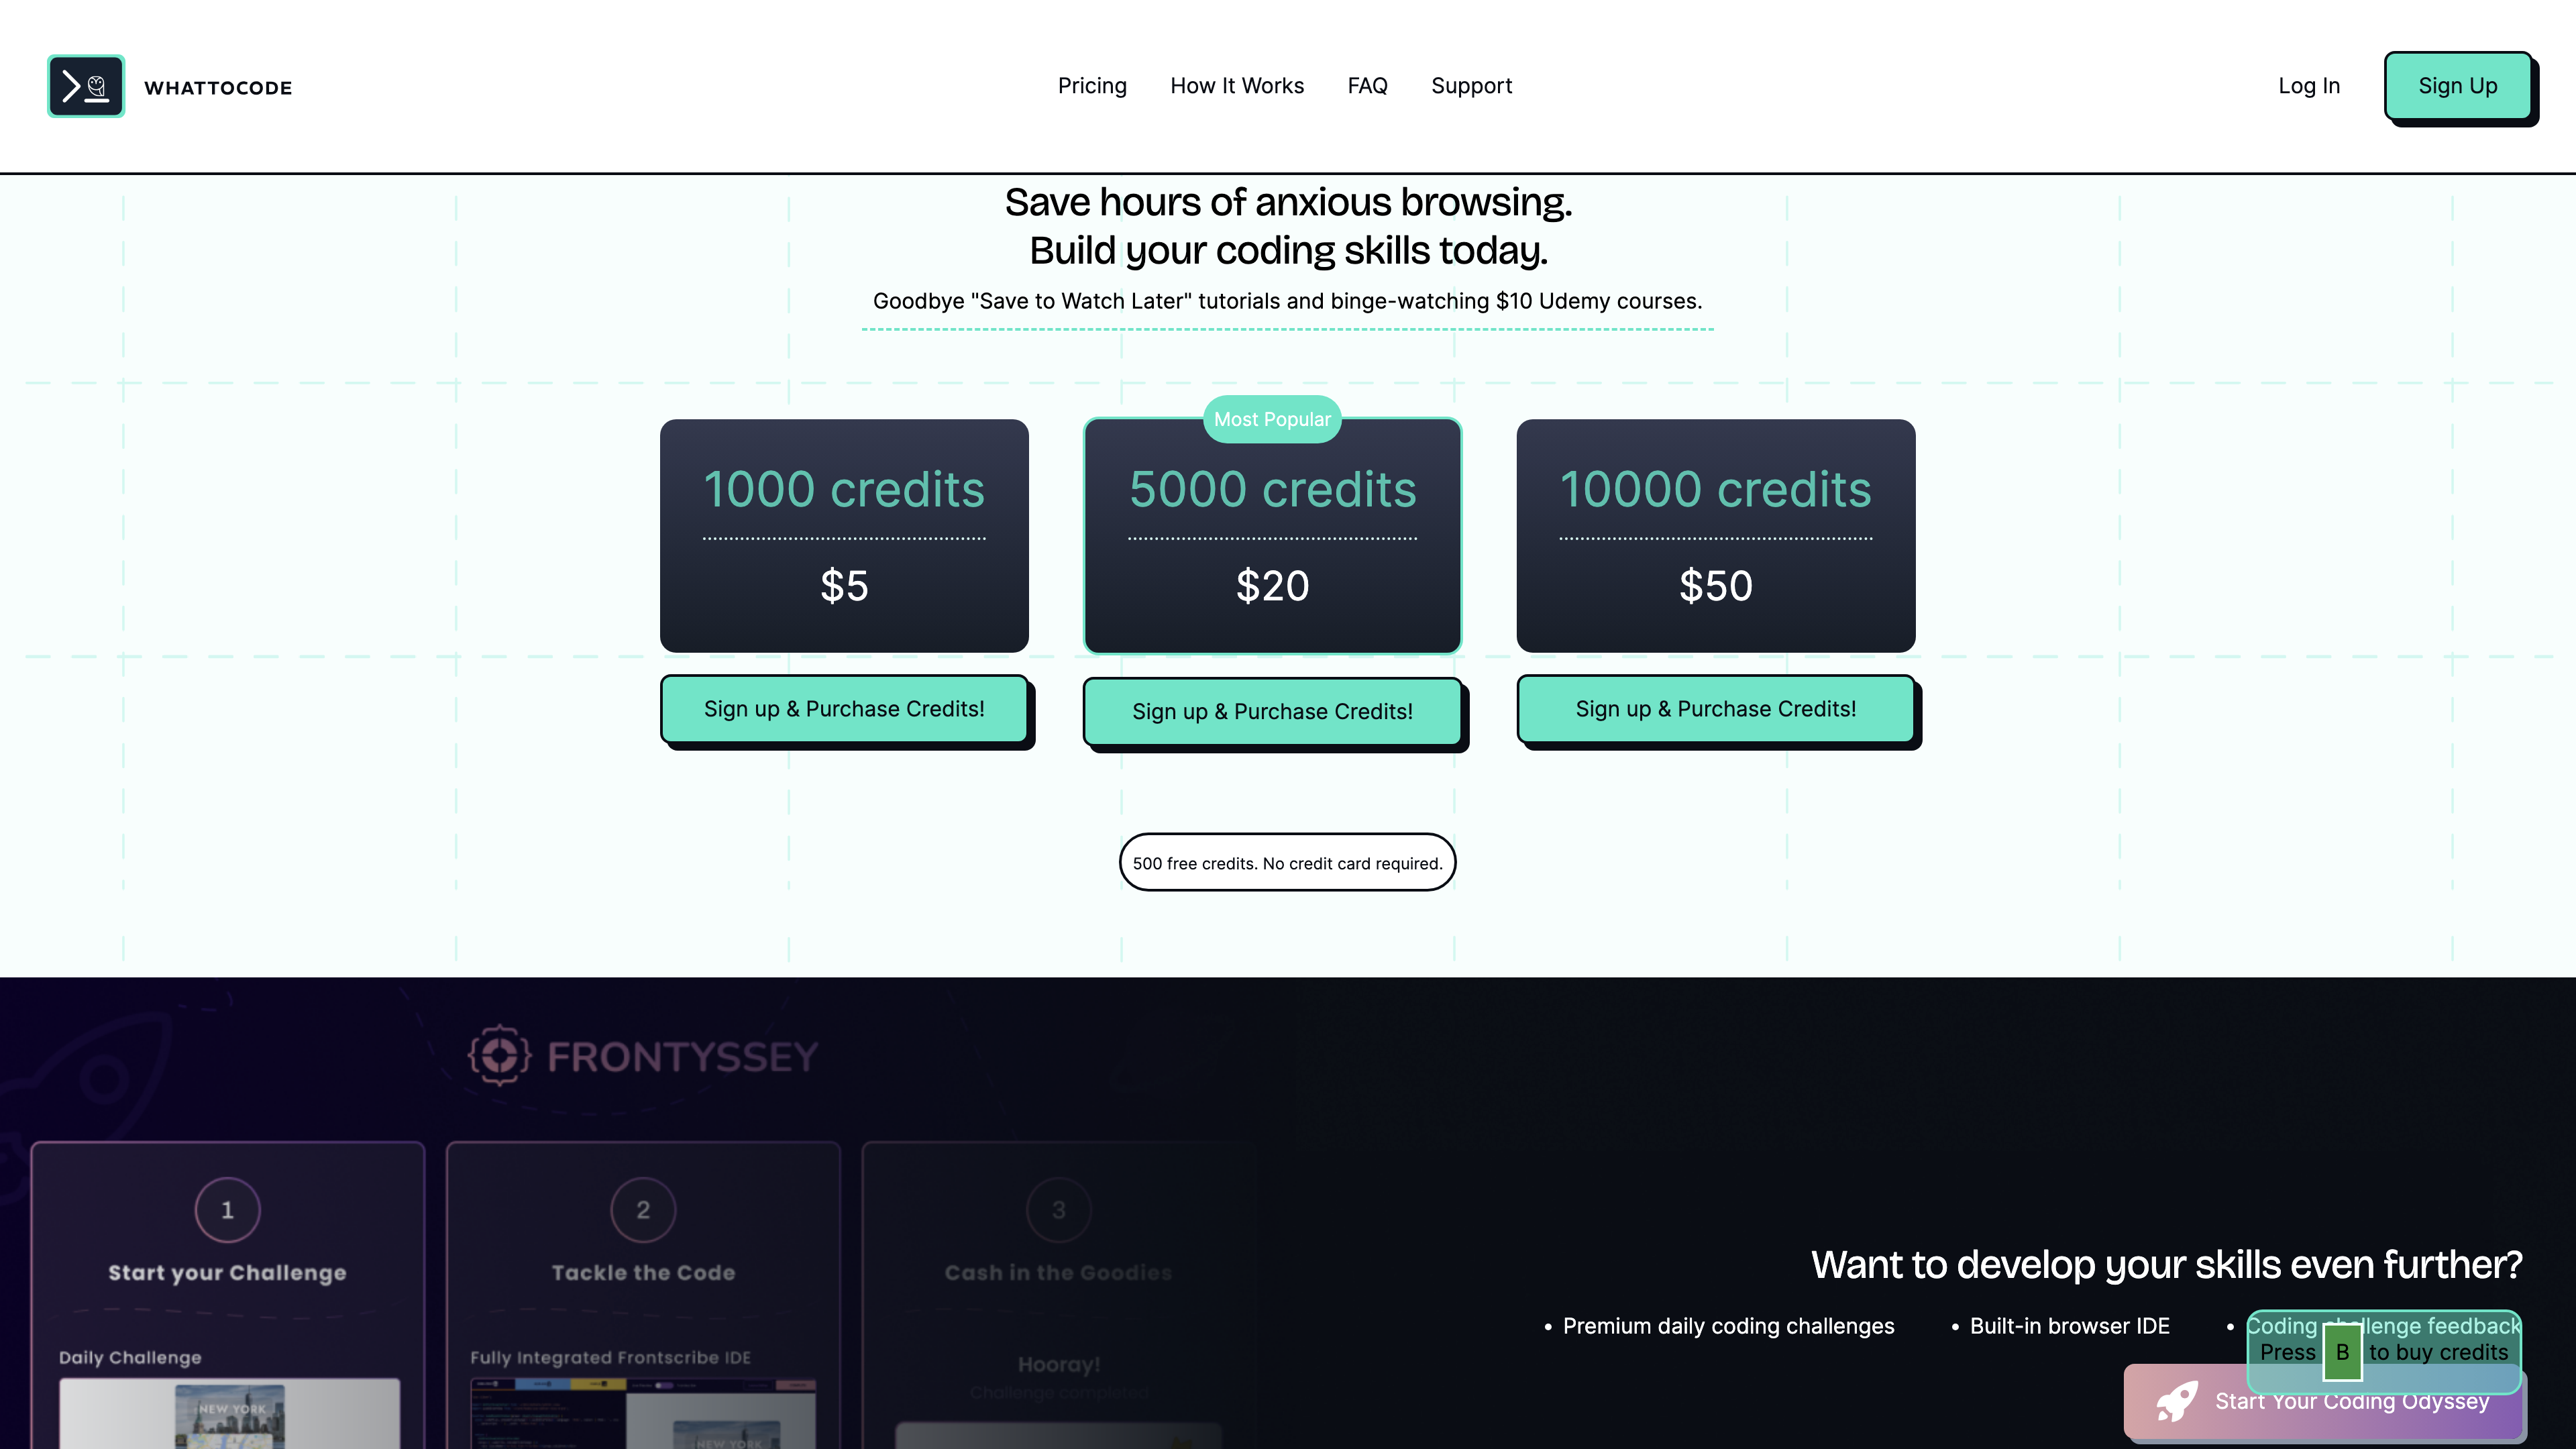 WHATTOCODE
Pricing
How It Works
FAQ
Support
Log In
Sign Up
Save hours of anxious browsing.
Build your coding skills today.
Goodbye "Save to Watch Later" tutorials and binge-watching $10 Udemy courses.
1000 credits
$5
Sign up & Purchase Credits!
Most Popular
5000 credits
$20
Sign up & Purchase Credits!
10000 credits
$50
Sign up & Purchase Credits!
500 free credits. No credit card required.
FRONTYSSEY
1
Start your Challenge
Daily Challenge
NEW YORK
2
Tackle the Code
Fully Integrated Frontscribe IDE
NEW YORK
3
Cash in the Goodies
Hooray!
Challenge completed
Want to develop your skills even further?
• Premium daily coding challenges
• Built-in browser IDE
• Coding challenge feedback
Press B to buy credits
Start Your Coding Odyssey